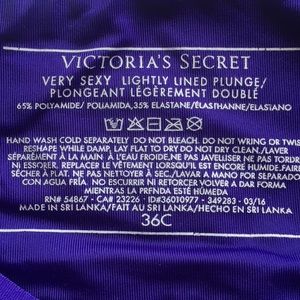 VICTORIA'S SECRET
VERY SEXY LIGHTLY LINED PLUNGE/
PLONGEANT LÉGÈREMENT DOUBLÉ
65% POLYAMIDE/ POLIAMIDA, 35% ELASTANE/ÉLASTHANNE/ELASTANO
HAND WASH COLD SEPARATELY. DO NOT BLEACH. DO NOT WRING OR TWIS
RESHAPE WHILE DAMP, LAY FLAT TO DRY. DO NOT DRY CLEAN./LAVER
SÉPARÉMENT À LA MAIN À L'EAU FROIDE. NE PAS JAVELLISER NE PAS TORDRE
NI ESSORER. REPLACER LE VÊTEMENT LORSQU'IL EST ENCORE HUMIDE. FAIRE
SÉCHER À PLAT. NE PAS NETTOYER À SEC./LAVAR A MANO POR SEPARADO
CON AGUA FRÍA. NO BLANQUEAR. NO ESCURRIR NI RETORCER. VOLVER A DAR FORMA
MIENTRAS LA PRENDA ESTÉ HÚMEDA
RN# 54867 - CA# 23226 - ID#36010977 - 349283 - 03/16
MADE IN SRI LANKA/FAIT AU SRI LANKA/HECHO EN SRI LANKA
36C